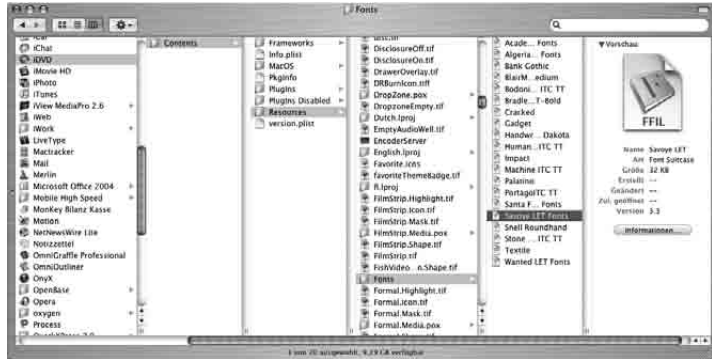 Fonts
iChat
iDVD
iMovie HD
iPhoto
iTunes
iView MediaPro 2.6
iWeb
iWork
LiveType
Mactracker
Mail
Merlin
Microsoft Office 2004
Mobile High Speed
MonKey Bilanz Kasse
Motion
NetNewsWire Lite
Notizzettel
OmniGraffle Professional
OmniOutliner
OnyX
OpenBase
Opera
oxygen
Process
Contents
Frameworks
Info.plist
MacOS
PkgInfo
PlugIns
PlugIns Disabled
Resources
version.plist
DisclosureOff.tif
DisclosureOn.tif
DrawerOverlay.tif
DRBurnIcon.tiff
DropZone.pox
DropzoneEmpty.tif
Dutch.lproj
EmptyAudioWell.tif
EncoderServer
English.lproj
Favorite.icns
favoriteThemeBadge.tif
fi.lproj
FilmStrip.Highlight.tif
FilmStrip.Icon.tif
FilmStrip.Mask.tif
FilmStrip.Media.pox
FilmStrip.Shape.tif
FilmStrip.tif
FishVideo...n.Shape.tif
Fonts
Formal.Highlight.tif
Formal.Icon.tif
Formal.Mask.tif
Formal.Media.pox
Acade... Fonts
Algeria... Fonts
Bank Gothic
BlairM...edium
Bodoni... ITC TT
Bradle...T-Bold
Cracked
Gadget
Handwr... Dakota
Human...ITC TT
Impact
Machine ITC TT
Palatino
PortagoITC TT
Santa F... Fonts
Savoye LET Fonts
Snell Roundhand
Stone ... ITC TT
Textile
Wanted LET Fonts
Vorschau:
FFIL
Name Savoye LET
Art Font Suitcase
Größe 32 KB
Erstellt --
Geändert --
Zul. geöffnet --
Version 3.3
Informationen...
1 von 20 ausgewählt, 9,19 GB verfügbar